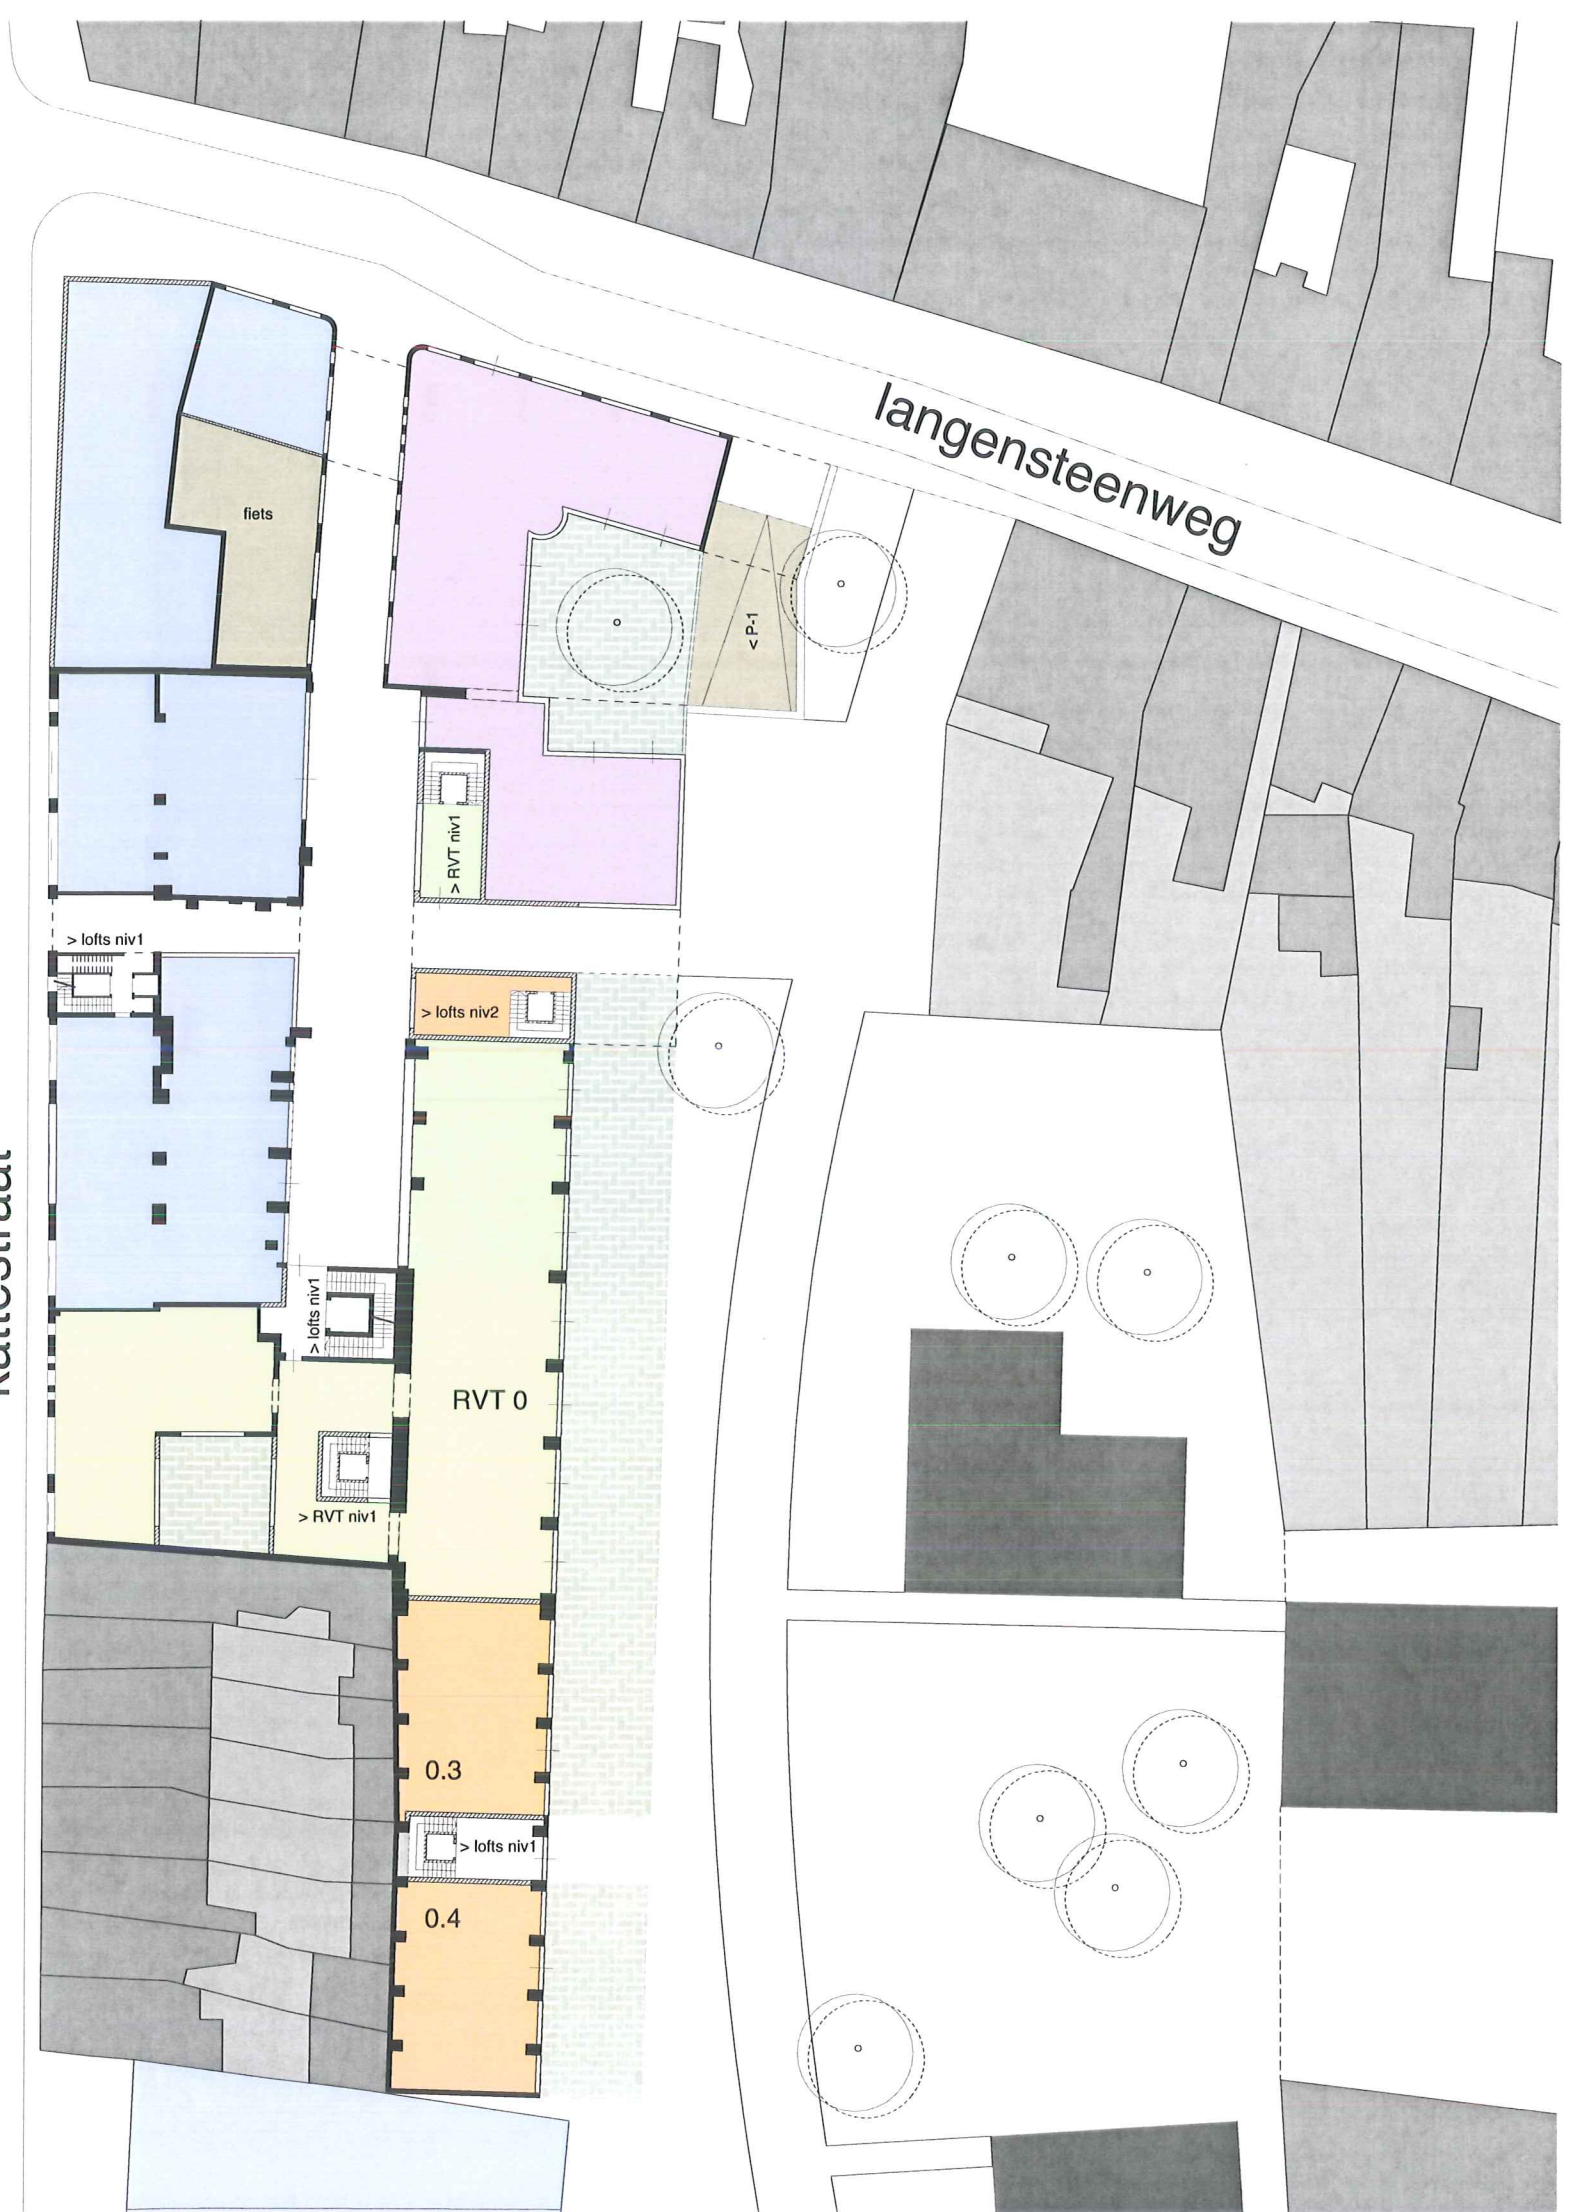 langensteenweg
fiets
< P-1
> RVT niv1
> lofts niv1
> lofts niv2
> lofts niv1
RVT 0
> RVT niv1
0.3
> lofts niv1
0.4